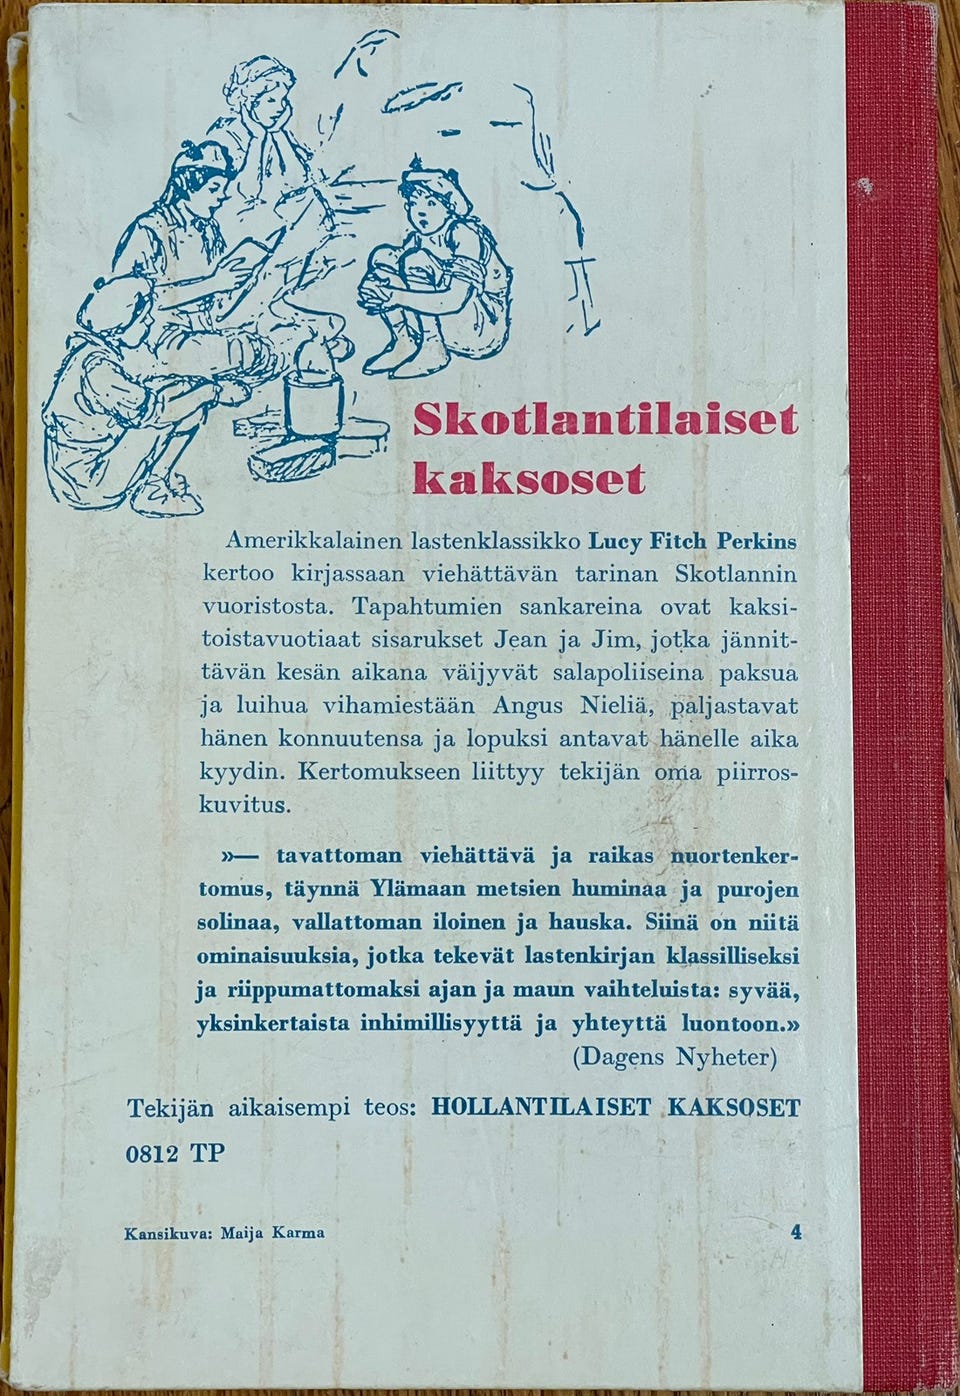 Skotlantilaiset
kaksoset
Amerikkalainen lastenklassikko Lucy Fitch Perkins
kertoo kirjassaan viehättävän tarinan Skotlannin
vuoristosta. Tapahtumien sankareina ovat kaksi-
toistavuotiaat sisarukset Jean ja Jim, jotka jännit-
tävän kesän aikana väijyvät salapoliiseina paksua
ja luihua vihamiestään Angus Nieliä, paljastavat
hänen konnuutensa ja lopuksi antavat hänelle aika
kyydin. Kertomukseen liittyy tekijän oma piirros-
kuvitus.
»— tavattoman viehättävä ja raikas nuortenker-
tomus, täynnä Ylämaan metsien huminaa ja purojen
solinaa, vallattoman iloinen ja hauska. Siinä on niitä
ominaisuuksia, jotka tekevät lastenkirjan klassilliseksi
ja riippumattomaksi ajan ja maun vaihteluista: syvää,
yksinkertaista inhimillisyyttä ja yhteyttä luontoon.»
(Dagens Nyheter)
Tekijän aikaisempi teos: HOLLANTILAISET KAKSOSET
0812 TP
Kansikuva: Maija Karma 4